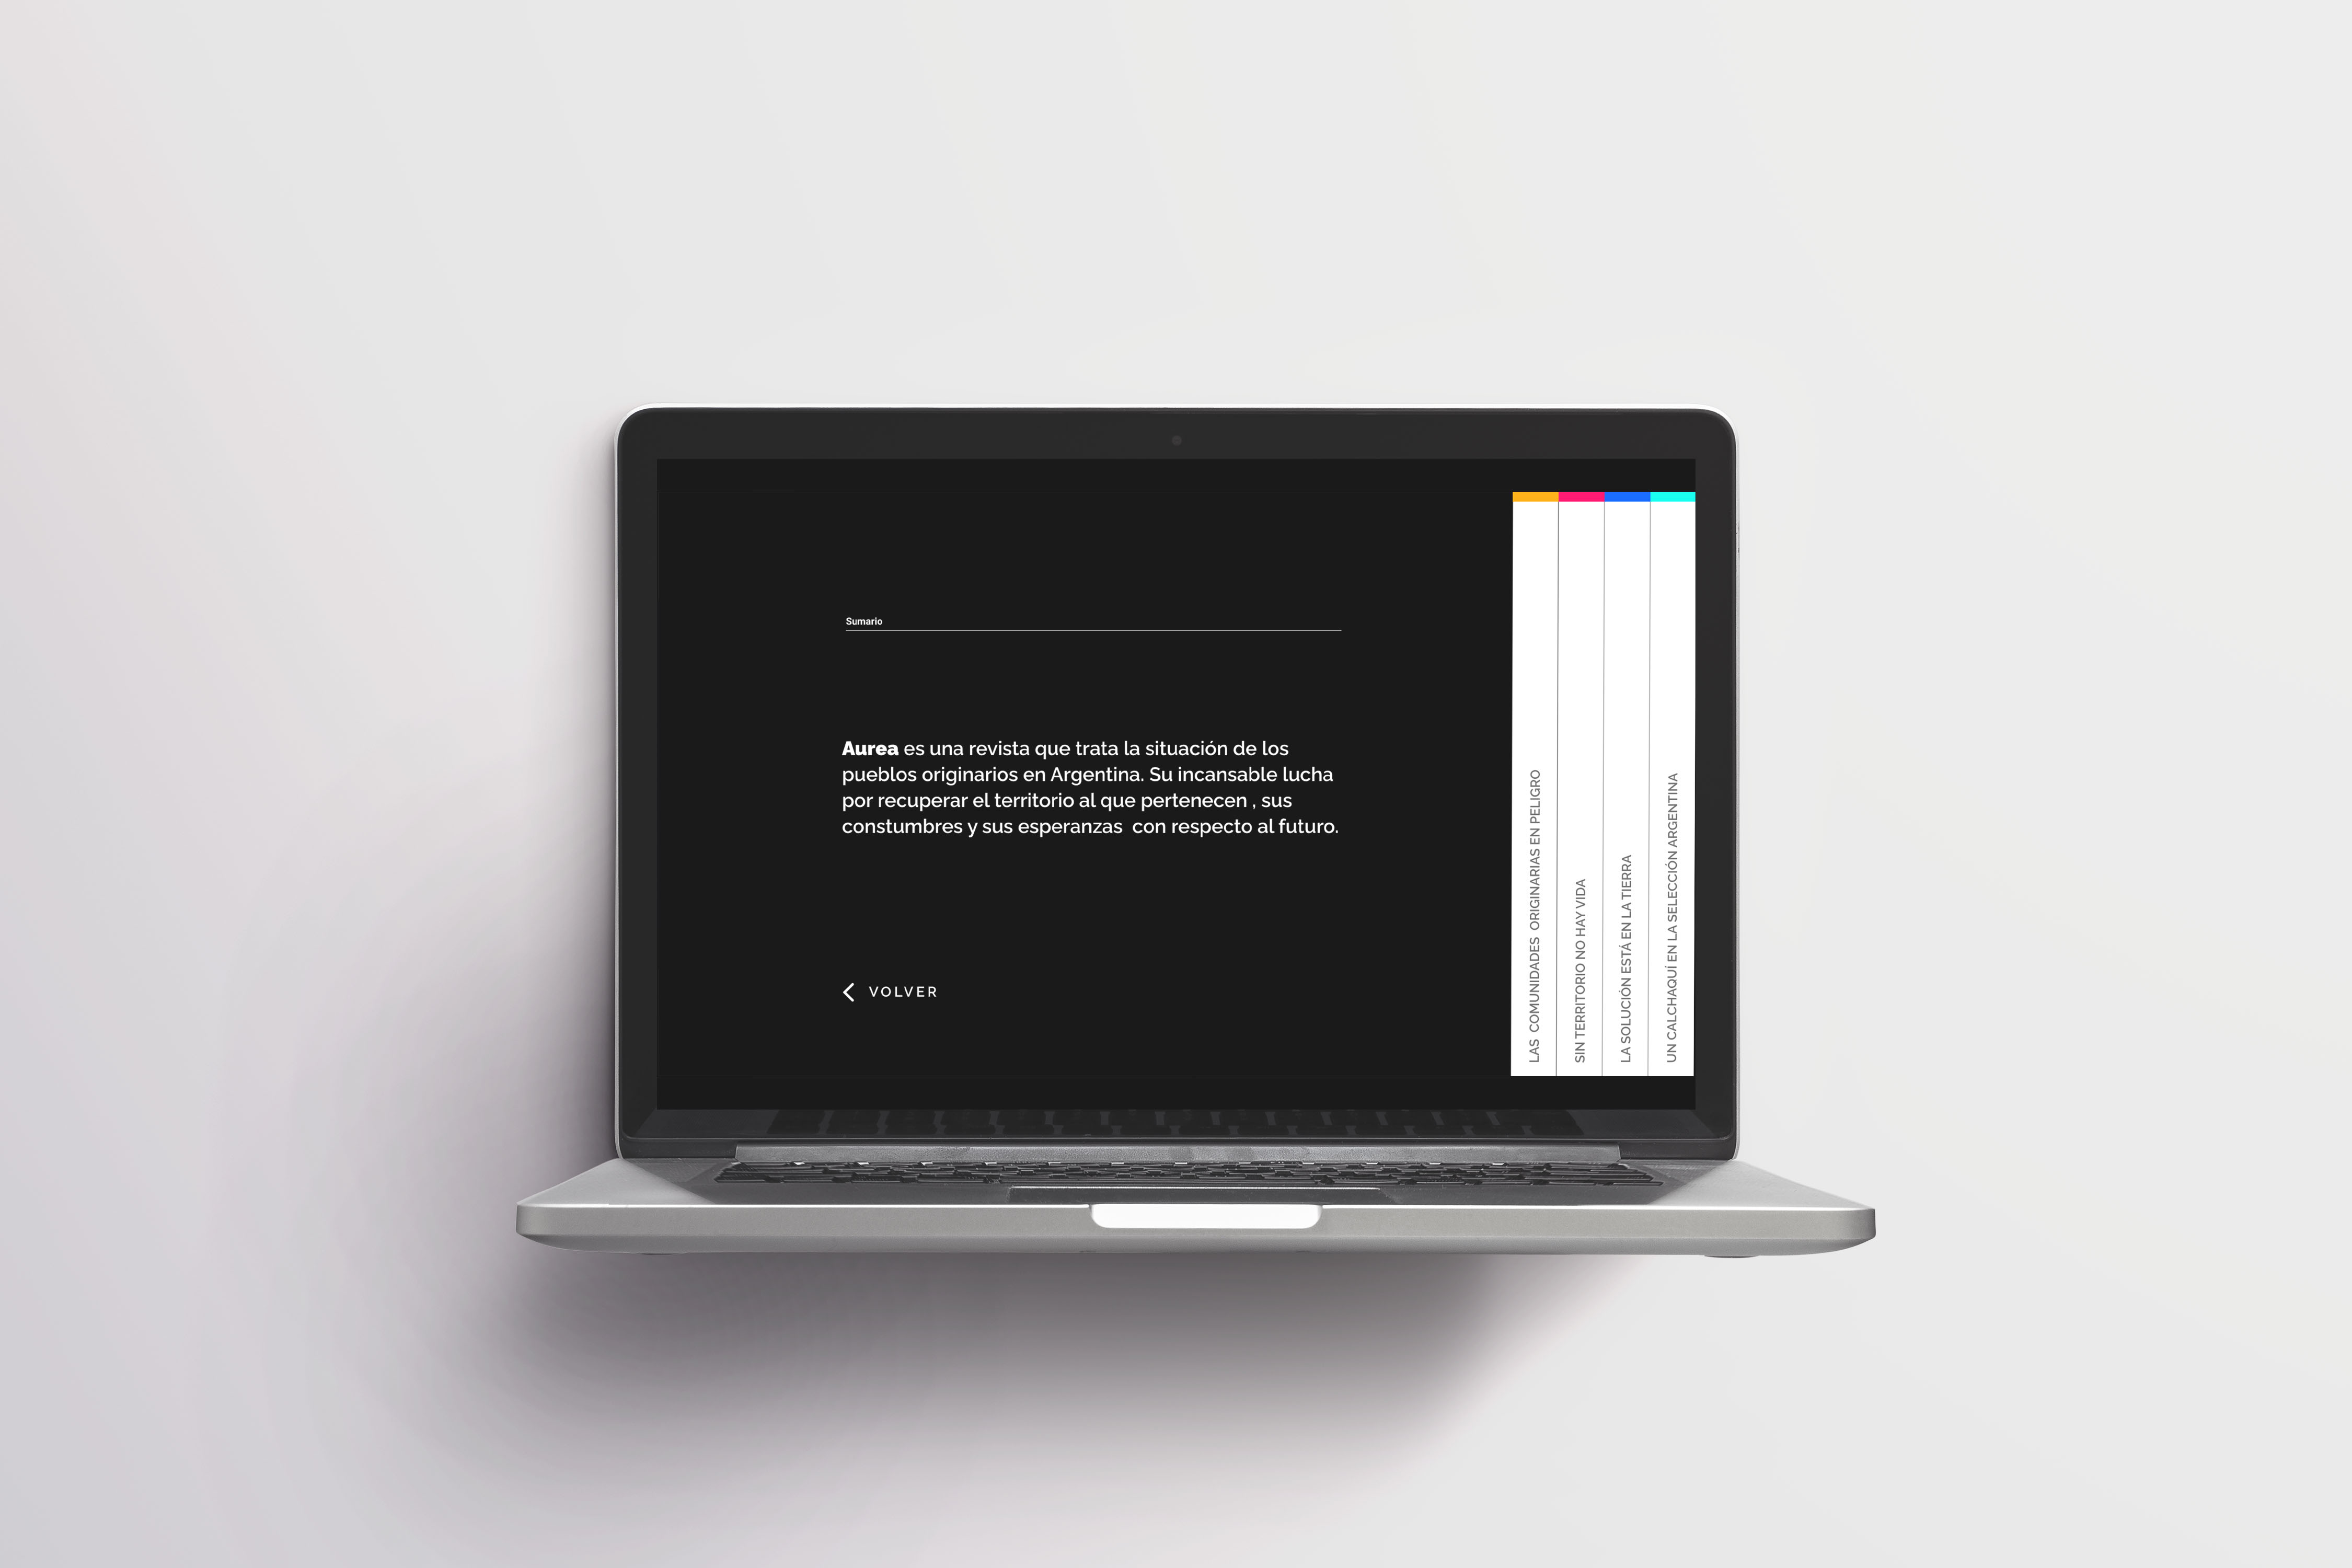 Sumario
Aurea es una revista que trata la situación de los
pueblos originarios en Argentina. Su incansable lucha
por recuperar el territorio al que pertenecen , sus
constumbres y sus esperanzas  con respecto al futuro.
VOLVER
LAS  COMUNIDADES  ORIGINARIAS EN PELIGRO
SIN TERRITORIO NO HAY VIDA
LA SOLUCIÓN ESTÁ EN LA TIERRA
UN CALCHAQUÍ EN LA SELECCIÓN ARGENTINA